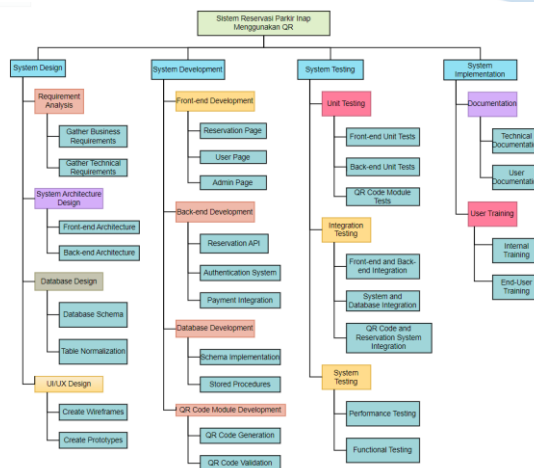 Sistem Reservasi Parkir Inap
Menggunakan QR
System Design
Requirement
Analysis
Gather Business
Requirements
Gather Technical
Requirements
System Architecture
Design
Front-end Architecture
Back-end Architecture
Database Design
Database Schema
Table Normalization
UI/UX Design
Create Wireframes
Create Prototypes
System Development
Front-end Development
Reservation Page
User Page
Admin Page
Back-end Development
Reservation API
Authentication System
Payment Integration
Database Development
Schema Implementation
Stored Procedures
QR Code Module Development
QR Code Generation
QR Code Validation
System Testing
Unit Testing
Front-end Unit Tests
Back-end Unit Tests
QR Code Module
Tests
Integration
Testing
Front-end and Back-
end Integration
System and
Database Integration
QR Code and
Reservation System
Integration
System
Testing
Performance Testing
Functional Testing
System
Implementation
Documentation
Technical
Documentation
User
Documentation
User Training
Internal
Training
End-User
Training